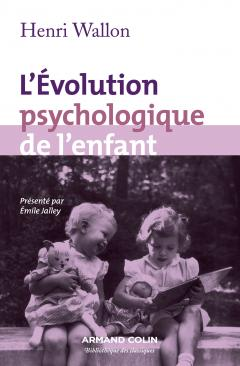 Henri Wallon
L'Évolution
psychologique
de l'enfant
Présenté par
Émile Jalley
ARMAND COLIN
Bibliothèque des classiques